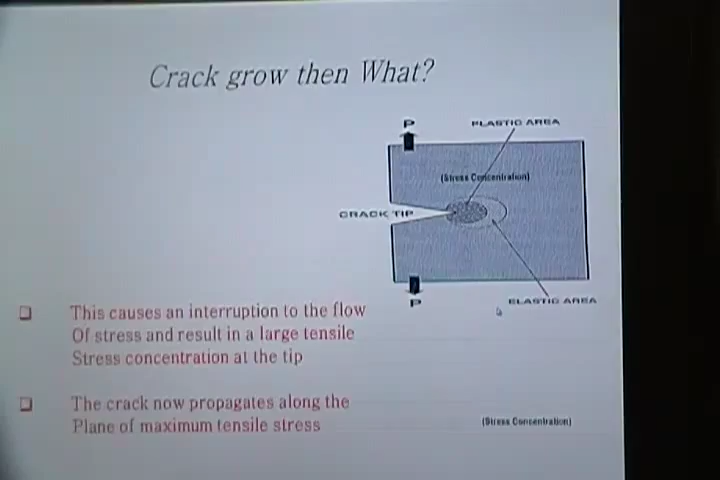 Crack grow then What?
P
PLASTIC AREA
(Stress Concentration)
CRACK TIP
P
ELASTIC AREA
This causes an interruption to the flow
Of stress and result in a large tensile
Stress concentration at the tip
The crack now propagates along the
Plane of maximum tensile stress
(Stress Concentration)